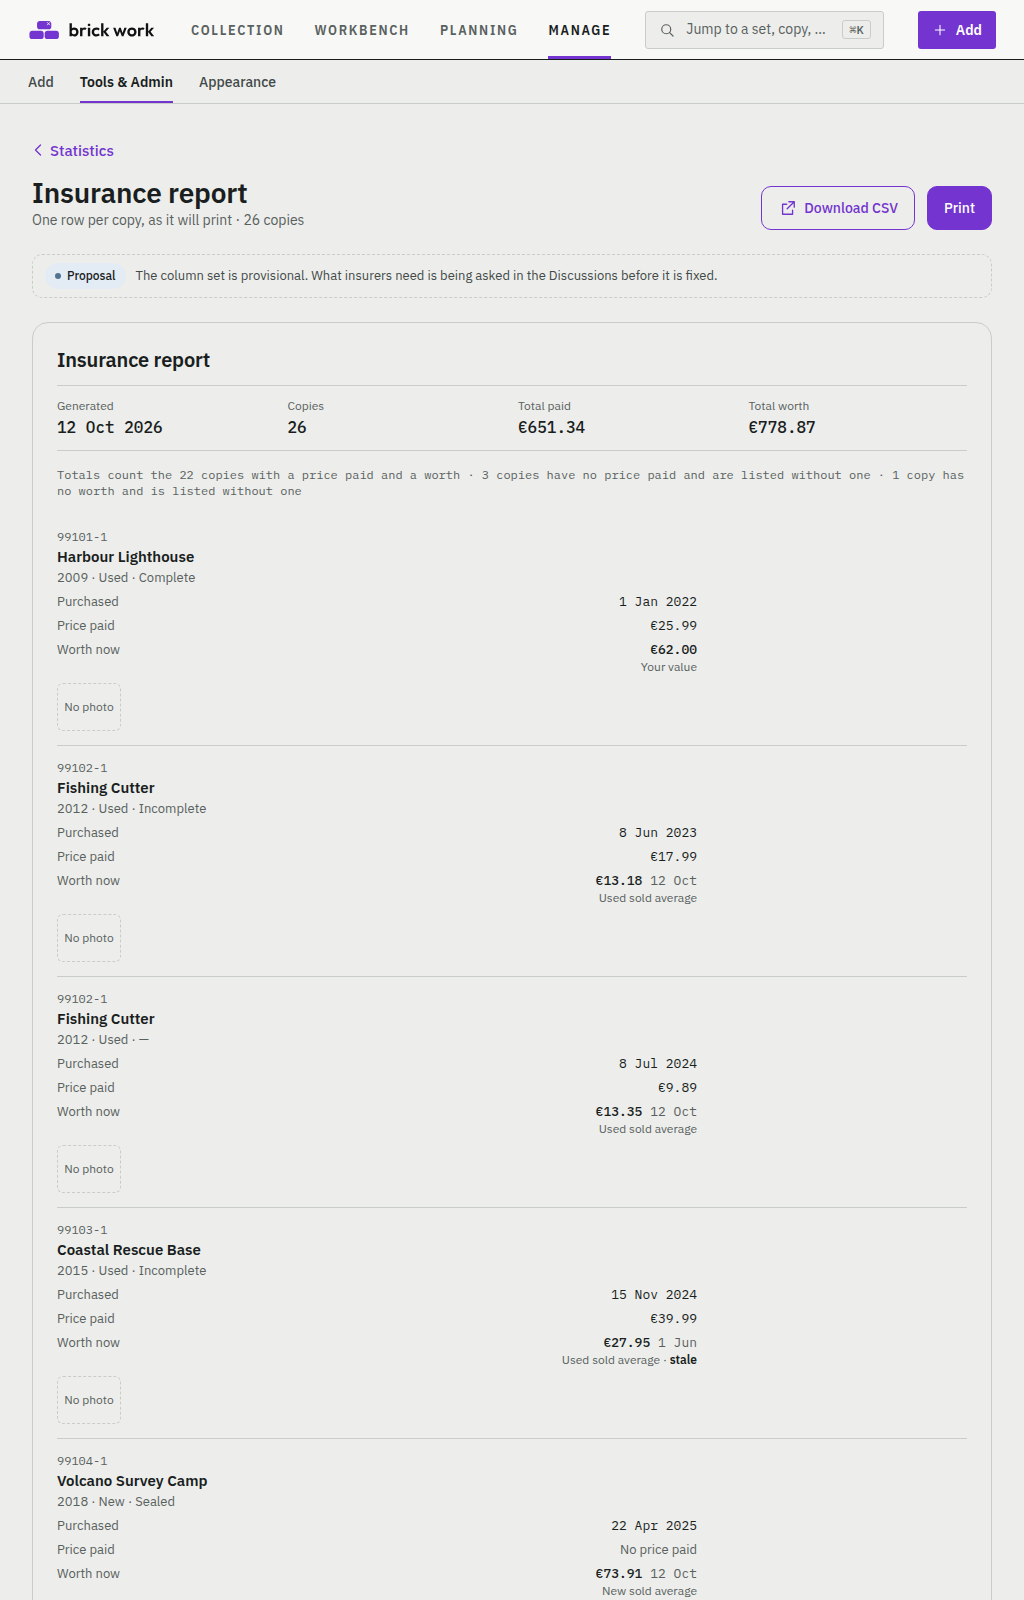 brick work
COLLECTION
WORKBENCH
PLANNING
MANAGE
Jump to a set, copy, ...
⌘K
Add
Add
Tools & Admin
Appearance
Statistics
Insurance report
One row per copy, as it will print · 26 copies
Download CSV
Print
Proposal
The column set is provisional. What insurers need is being asked in the Discussions before it is fixed.
Insurance report
Generated
12 Oct 2026
Copies
26
Total paid
€651.34
Total worth
€778.87
Totals count the 22 copies with a price paid and a worth · 3 copies have no price paid and are listed without one · 1 copy has
no worth and is listed without one
99101-1
Harbour Lighthouse
2009 · Used · Complete
Purchased 1 Jan 2022
Price paid €25.99
Worth now €62.00
Your value
No photo
99102-1
Fishing Cutter
2012 · Used · Incomplete
Purchased 8 Jun 2023
Price paid €17.99
Worth now €13.18 12 Oct
Used sold average
No photo
99102-1
Fishing Cutter
2012 · Used · —
Purchased 8 Jul 2024
Price paid €9.89
Worth now €13.35 12 Oct
Used sold average
No photo
99103-1
Coastal Rescue Base
2015 · Used · Incomplete
Purchased 15 Nov 2024
Price paid €39.99
Worth now €27.95 1 Jun
Used sold average · stale
No photo
99104-1
Volcano Survey Camp
2018 · New · Sealed
Purchased 22 Apr 2025
Price paid No price paid
Worth now €73.91 12 Oct
New sold average